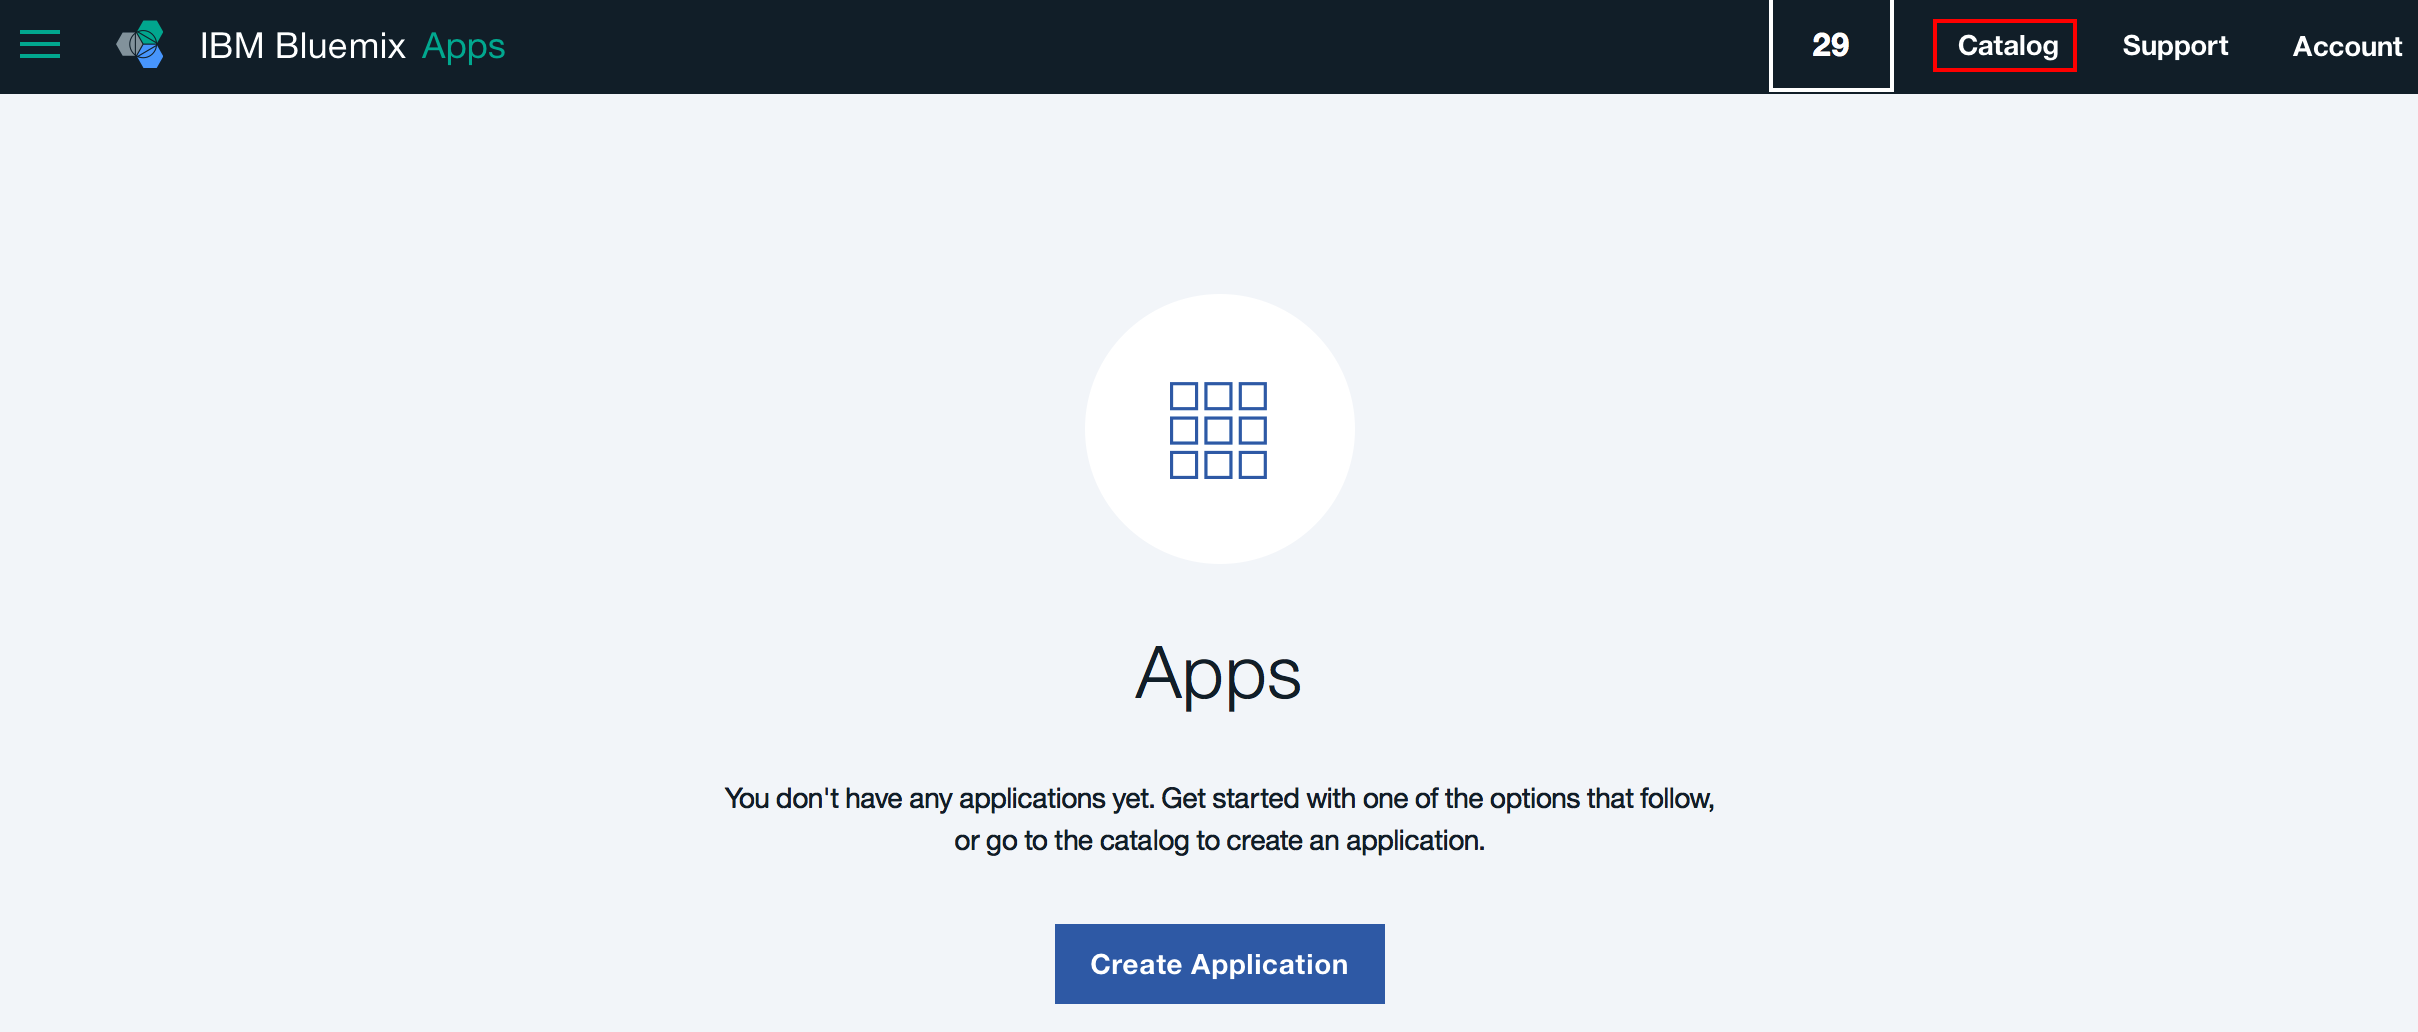 IBM Bluemix Apps
29
Catalog
Support
Account
Apps
You don't have any applications yet. Get started with one of the options that follow,
or go to the catalog to create an application.
Create Application